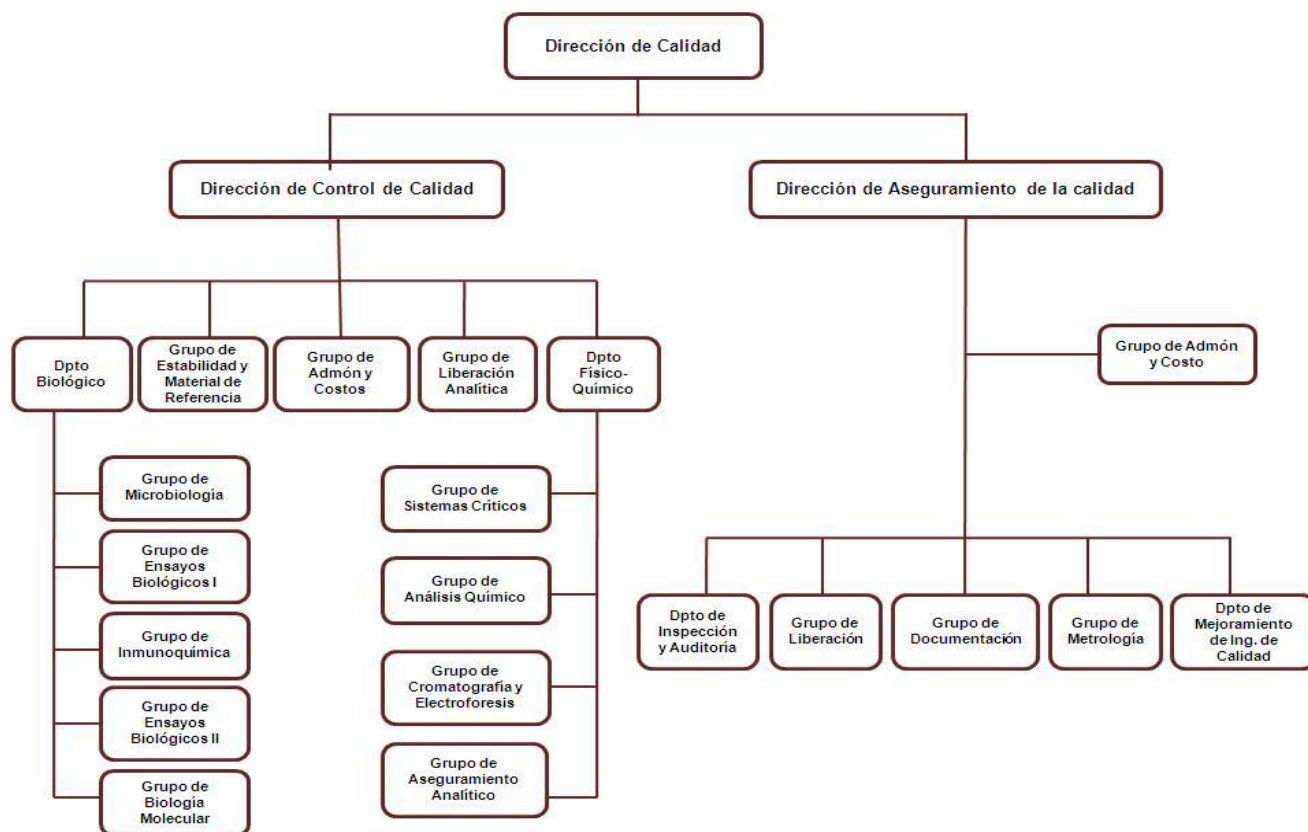 Dirección de Calidad
Dirección de Control de Calidad
Dirección de Aseguramiento de la calidad
Dpto
Biológico
Grupo de
Estabilidad y
Material de
Referencia
Grupo de
Admón y
Costos
Grupo de
Liberación
Analítica
Dpto
Físico-
Químico
Grupo de Admón
y Costo
Grupo de
Microbiología
Grupo de
Ensayos
Biológicos I
Grupo de
Inmunoquímica
Grupo de
Ensayos
Biológicos II
Grupo de
Biología
Molecular
Grupo de
Sistemas Críticos
Grupo de
Análisis Químico
Grupo de
Cromatografía y
Electroforesis
Grupo de
Aseguramiento
Analítico
Dpto de
Inspección
y Auditoría
Grupo de
Liberación
Grupo de
Documentación
Grupo de
Metrología
Dpto de
Mejoramiento
de Ing. de
Calidad